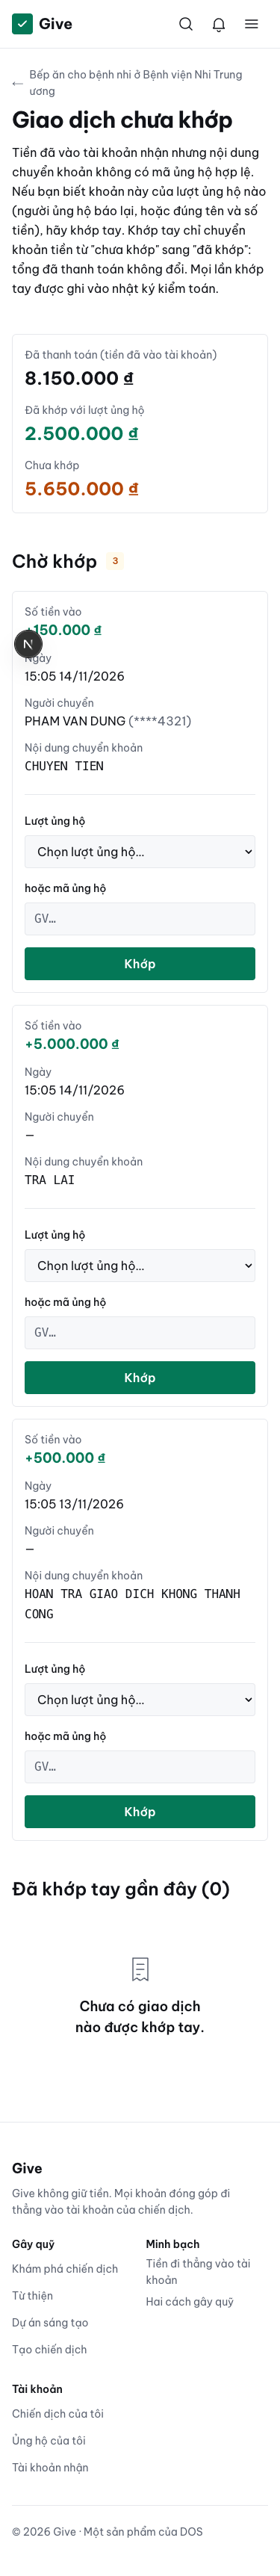 Give
Bếp ăn cho bệnh nhi ở Bệnh viện Nhi Trung
ương
Giao dịch chưa khớp
Tiền đã vào tài khoản nhận nhưng nội dung
chuyển khoản không có mã ủng hộ hợp lệ.
Nếu bạn biết khoản này của lượt ủng hộ nào
(người ủng hộ báo lại, hoặc đúng tên và số
tiền), hãy khớp tay. Khớp tay chỉ chuyển
khoản tiền từ "chưa khớp" sang "đã khớp":
tổng đã thanh toán không đổi. Mọi lần khớp
tay được ghi vào nhật ký kiểm toán.
Đã thanh toán (tiền đã vào tài khoản)
8.150.000 đ
Đã khớp với lượt ủng hộ
2.500.000 đ
Chưa khớp
5.650.000 đ
Chờ khớp 3
Số tiền vào
+150.000 đ
N
Ngày
15:05 14/11/2026
Người chuyển
PHAM VAN DUNG (****4321)
Nội dung chuyển khoản
CHUYEN TIEN
Lượt ủng hộ
Chọn lượt ủng hộ...
hoặc mã ủng hộ
GV…
Khớp
Số tiền vào
+5.000.000 đ
Ngày
15:05 14/11/2026
Người chuyển
—
Nội dung chuyển khoản
TRA LAI
Lượt ủng hộ
Chọn lượt ủng hộ...
hoặc mã ủng hộ
GV…
Khớp
Số tiền vào
+500.000 đ
Ngày
15:05 13/11/2026
Người chuyển
—
Nội dung chuyển khoản
HOAN TRA GIAO DICH KHONG THANH
CONG
Lượt ủng hộ
Chọn lượt ủng hộ...
hoặc mã ủng hộ
GV…
Khớp
Đã khớp tay gần đây (0)
Chưa có giao dịch
nào được khớp tay.
Give
Give không giữ tiền. Mọi khoản đóng góp đi
thẳng vào tài khoản của chiến dịch.
Gây quỹ
Khám phá chiến dịch
Từ thiện
Dự án sáng tạo
Tạo chiến dịch
Minh bạch
Tiền đi thẳng vào tài
khoản
Hai cách gây quỹ
Tài khoản
Chiến dịch của tôi
Ủng hộ của tôi
Tài khoản nhận
© 2026 Give · Một sản phẩm của DOS